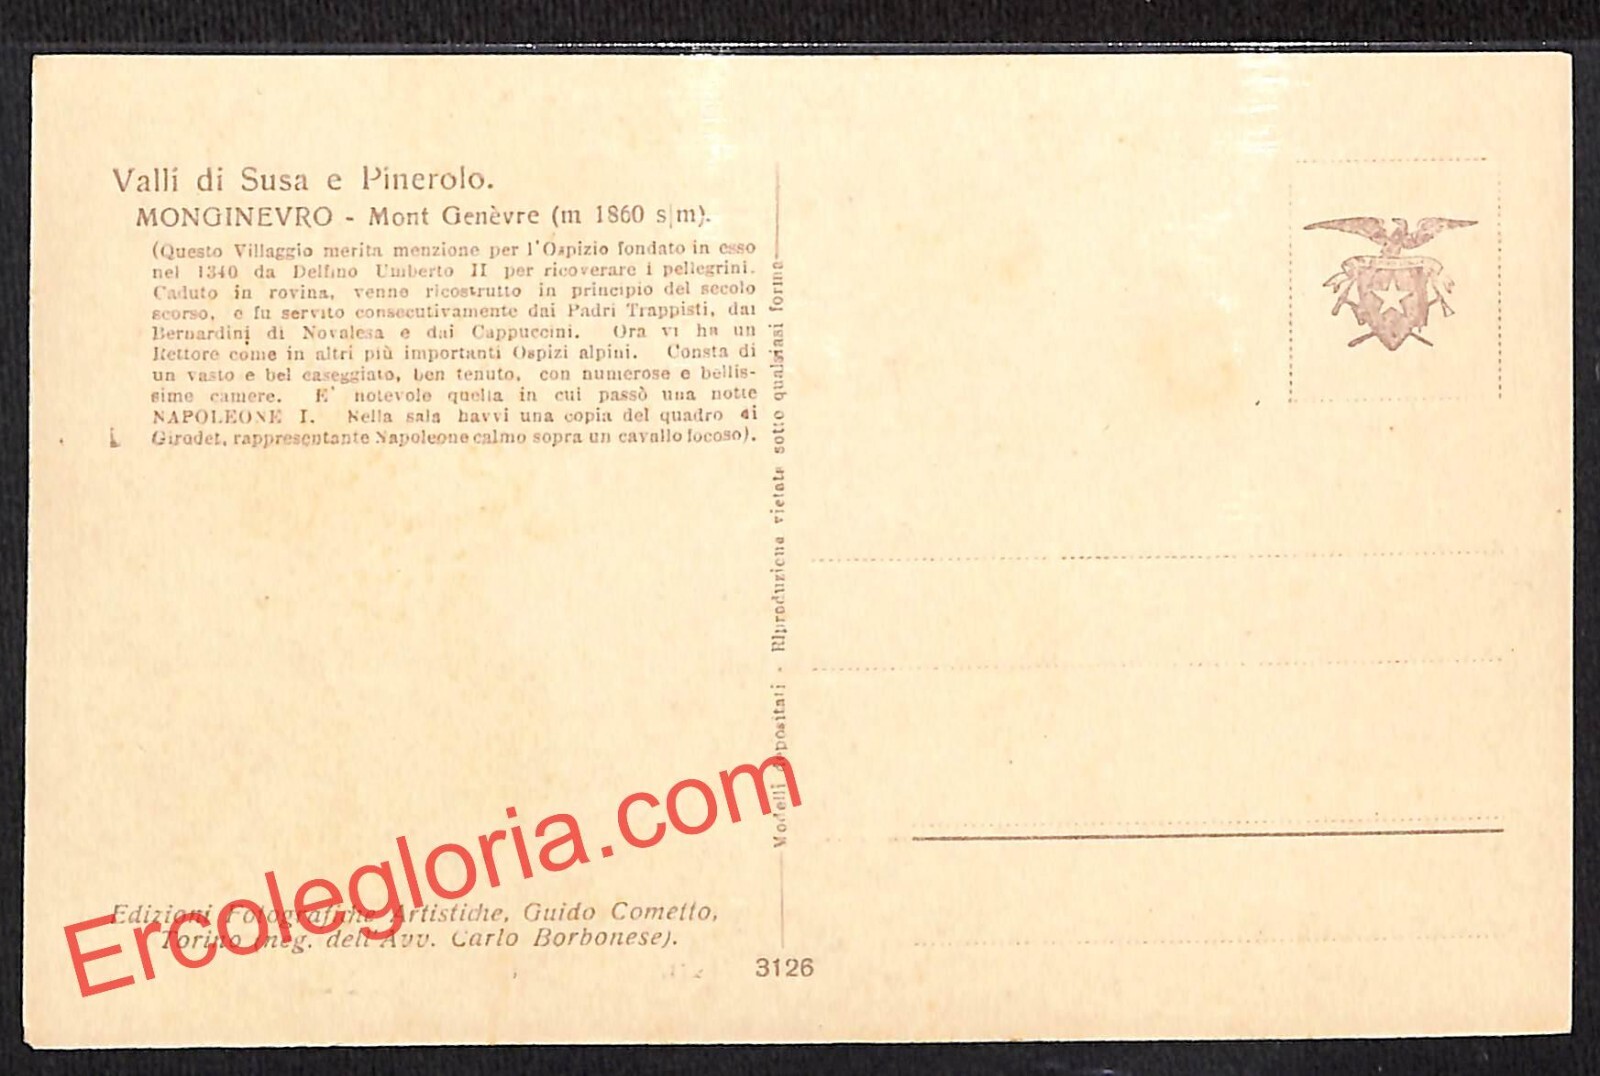 Valli di Susa e Pinerolo.
MONGINEVRO - Mont Genèvre (m 1860 s|m).
(Questo Villaggio merita menzione per l'Ospizio fondato in esso
nel 1340 da Delfino Umberto II per ricoverare i pellegrini.
Caduto in rovina, venne ricostrutto in principio del secolo
scorso, e fu servito consecutivamente dai Padri Trappisti, dai
Bernardini di Novalesa e dai Cappuccini. Ora vi ha un
Rettore come in altri più importanti Ospizi alpini. Consta di
un vasto e bel caseggiato, ben tenuto, con numerose e bellis-
sime camere. E' notevole quella in cui passò una notte
NAPOLEONE I. Nella sala havvi una copia del quadro di
Girodet, rappresentante Napoleone calmo sopra un cavallo focoso).
Modelli depositati - Riproduzione vietata sotto qualsiasi forma
Edizioni Fotografiche Artistiche, Guido Cometto,
Torino (neg. dell'Avv. Carlo Borbonese).
3126
Ercolegloria.com